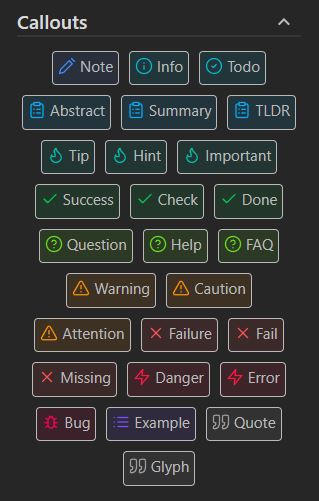 Callouts
Note Info Todo
Abstract Summary TLDR
Tip Hint Important
Success Check Done
Question Help FAQ
Warning Caution
Attention Failure Fail
Missing Danger Error
Bug Example Quote
Glyph